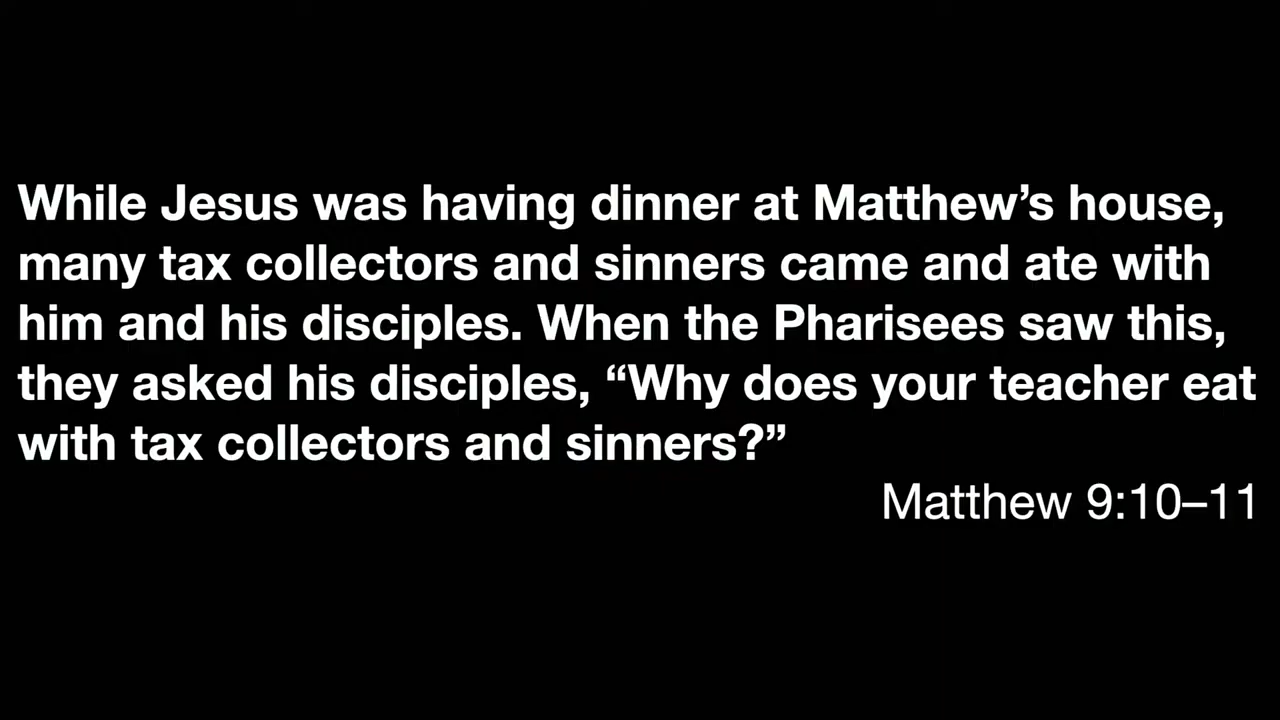 While Jesus was having dinner at Matthew’s house,
many tax collectors and sinners came and ate with
him and his disciples. When the Pharisees saw this,
they asked his disciples, “Why does your teacher eat
with tax collectors and sinners?”
Matthew 9:10–11